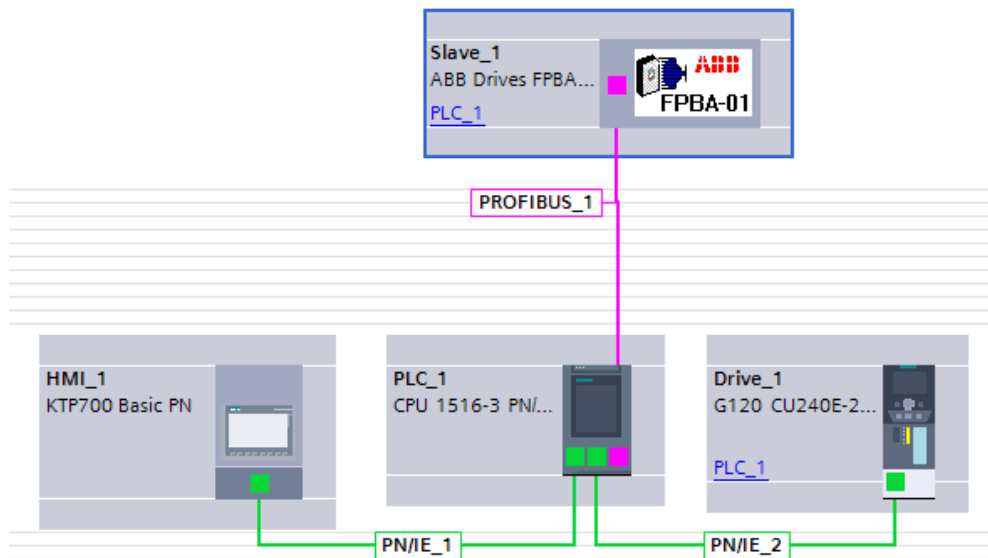 Slave_1
ABB Drives FPBA...
PLC_1
ABB
FPBA-01
PROFIBUS_1
HMI_1
KTP700 Basic PN
PLC_1
CPU 1516-3 PN/...
Drive_1
G120 CU240E-2...
PLC_1
PN/IE_1
PN/IE_2